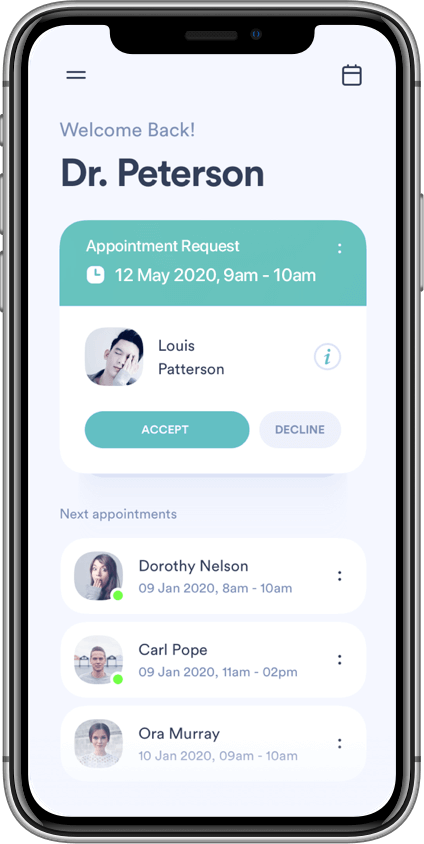 Welcome Back!
Dr. Peterson
Appointment Request
12 May 2020, 9am - 10am
Louis
Patterson
i
ACCEPT
DECLINE
Next appointments
Dorothy Nelson
09 Jan 2020, 8am - 10am
Carl Pope
09 Jan 2020, 11am - 02pm
Ora Murray
10 Jan 2020, 09am - 10am